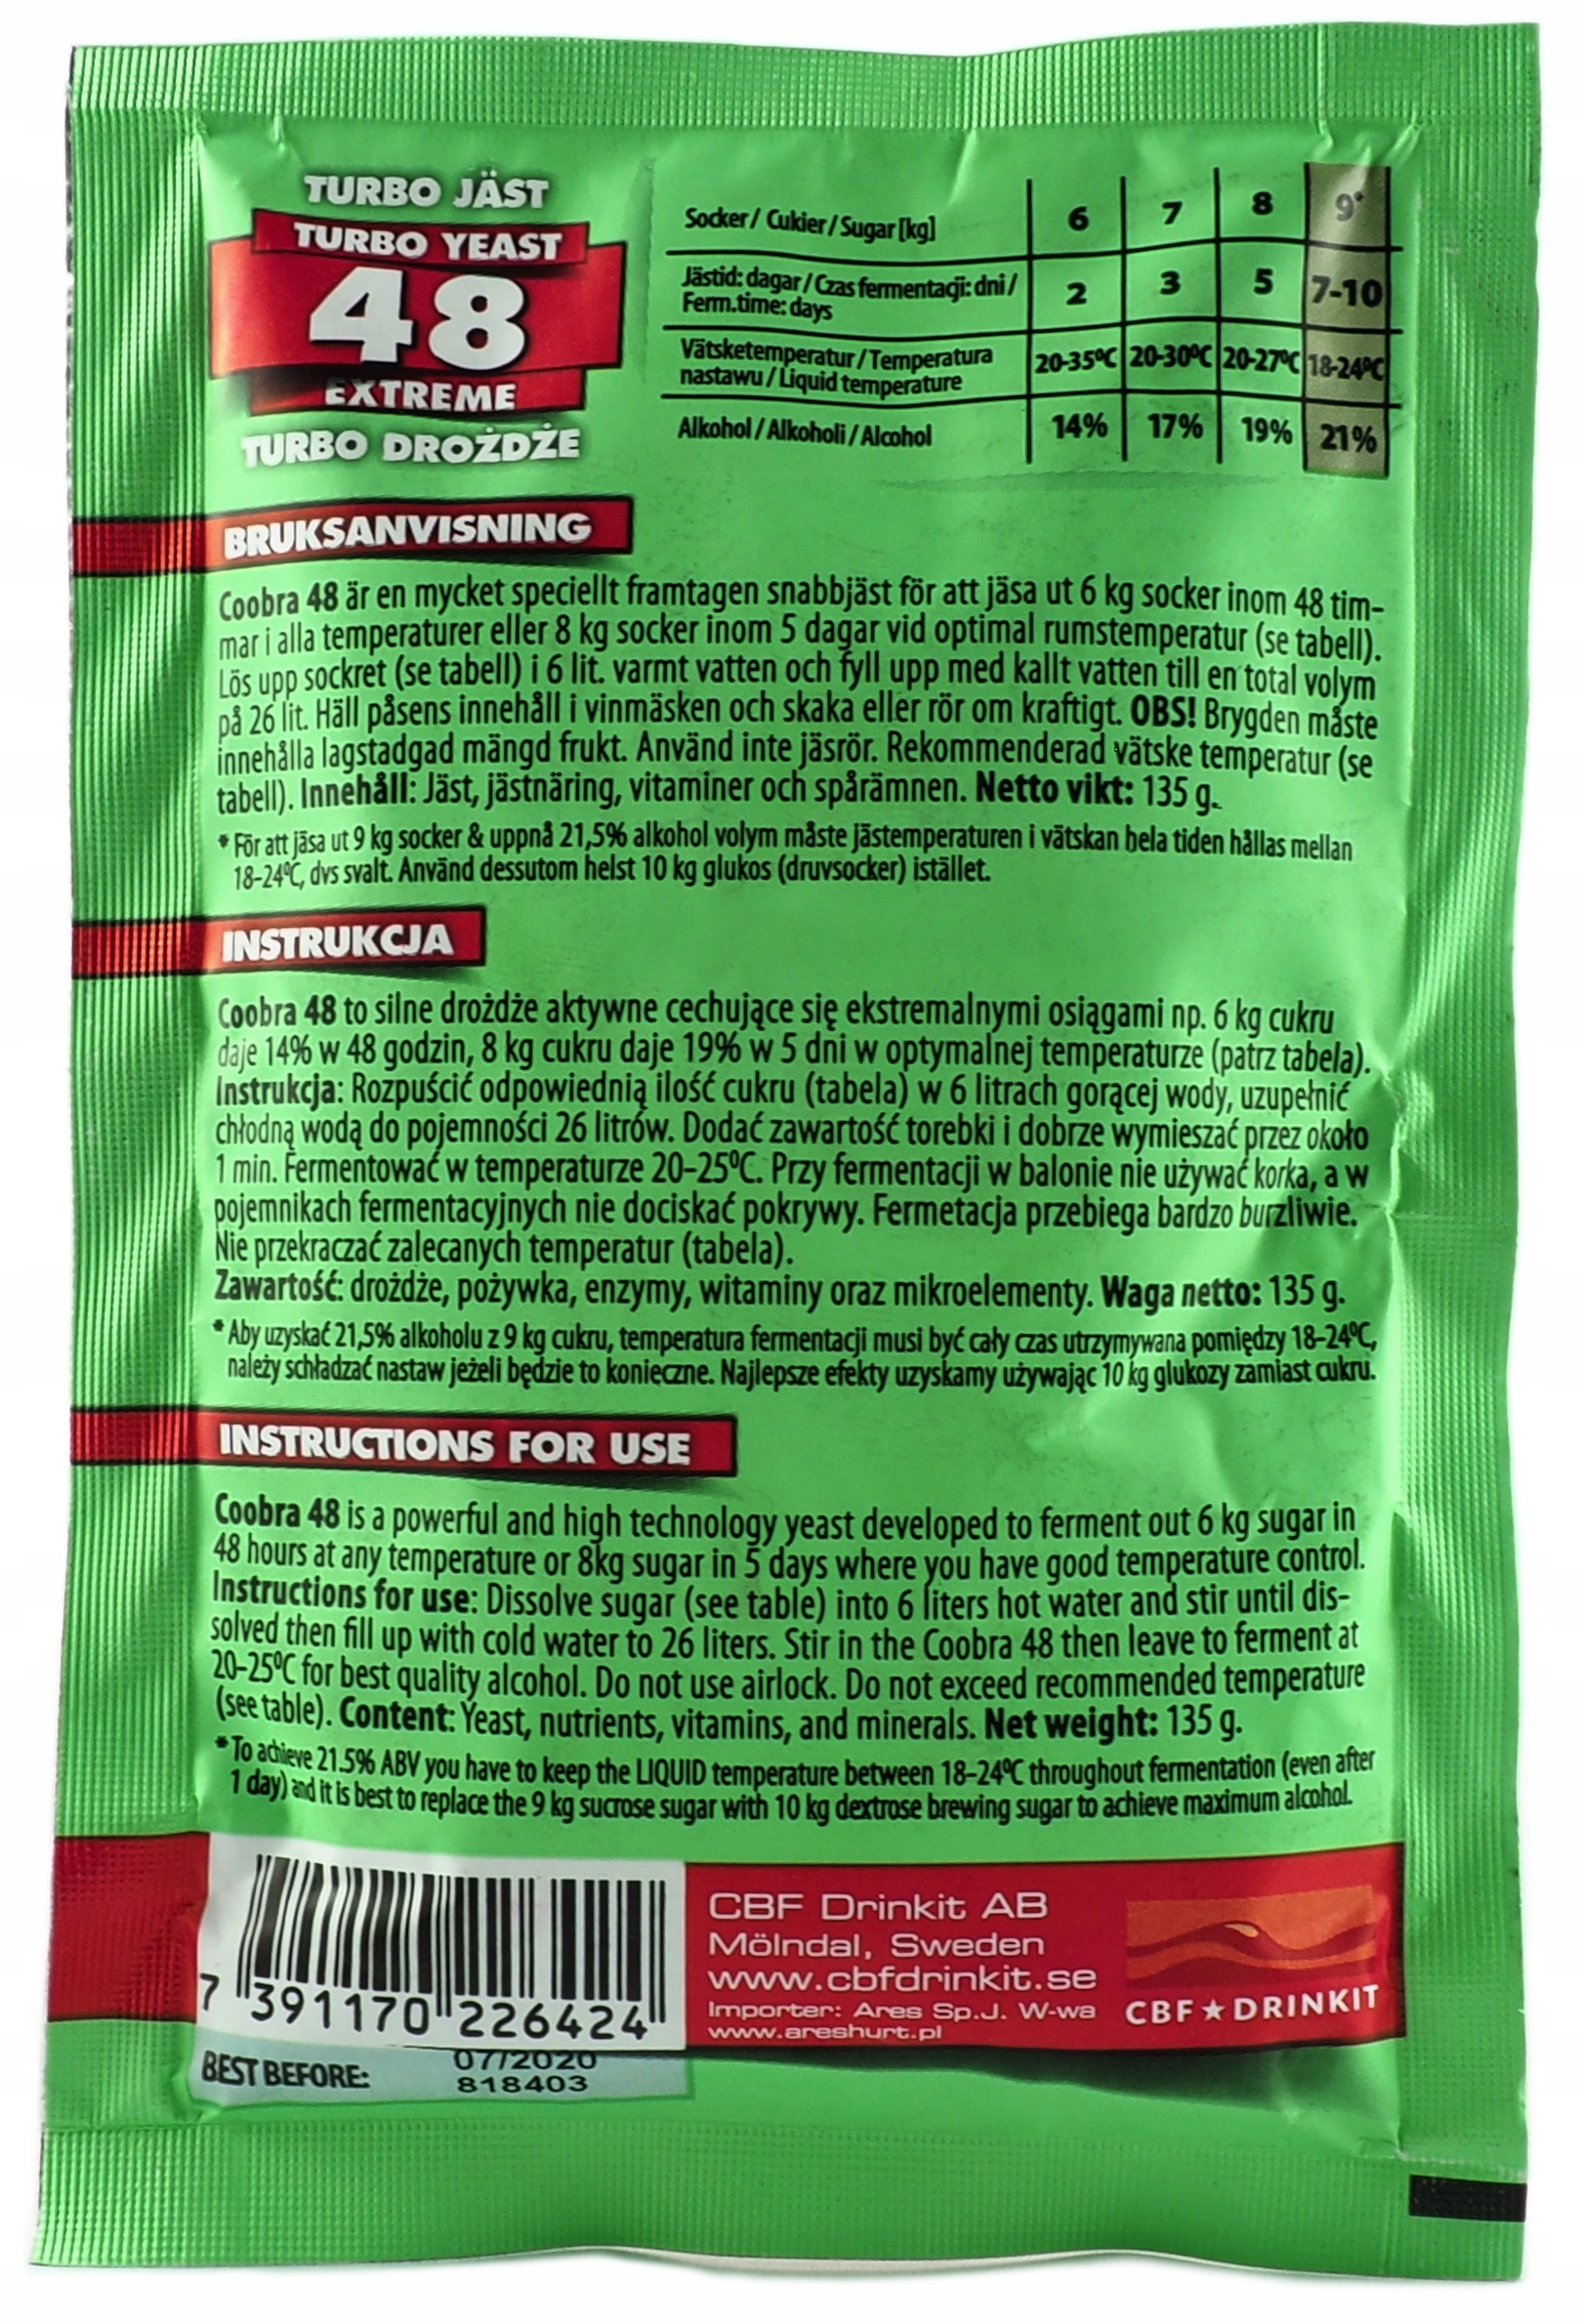 TURBO JÄST
TURBO YEAST
48
EXTREME
TURBO DROŻDŻE
Socker / Cukier / Sugar [kg] 6 7 8 9*
Jästid: dagar / Czas fermentacji: dni /
Ferm.time: days 2 3 5 7-10
Vätsketemperatur / Temperatura
nastawu / Liquid temperature 20-35ºC 20-30ºC 20-27ºC 18-24ºC
Alkohol / Alkoholi / Alcohol 14% 17% 19% 21%
BRUKSANVISNING
Coobra 48 är en mycket speciellt framtagen snabbjäst för att jäsa ut 6 kg socker inom 48 tim-
mar i alla temperaturer eller 8 kg socker inom 5 dagar vid optimal rumstemperatur (se tabell).
Lös upp sockret (se tabell) i 6 lit. varmt vatten och fyll upp med kallt vatten till en total volym
på 26 lit. Häll påsens innehåll i vinmäsken och skaka eller rör om kraftigt. OBS! Brygden måste
innehålla lagstadgad mängd frukt. Använd inte jäsrör. Rekommenderad vätske temperatur (se
tabell). Innehåll: Jäst, jästnäring, vitaminer och spårämnen. Netto vikt: 135 g.
* För att jäsa ut 9 kg socker & uppnå 21,5% alkohol volym måste jästemperaturen i vätskan hela tiden hållas mellan
18-24ºC, dvs svalt. Använd dessutom helst 10 kg glukos (druvsocker) istället.
INSTRUKCJA
Coobra 48 to silne drożdże aktywne cechujące się ekstremalnymi osiągami np. 6 kg cukru
daje 14% w 48 godzin, 8 kg cukru daje 19% w 5 dni w optymalnej temperaturze (patrz tabela).
Instrukcja: Rozpuścić odpowiednią ilość cukru (tabela) w 6 litrach gorącej wody, uzupełnić
chłodną wodą do pojemności 26 litrów. Dodać zawartość torebki i dobrze wymieszać przez około
1 min. Fermentować w temperaturze 20-25ºC. Przy fermentacji w balonie nie używać korka, a w
pojemnikach fermentacyjnych nie dociskać pokrywy. Fermetacja przebiega bardzo burzliwie.
Nie przekraczać zalecanych temperatur (tabela).
Zawartość: drożdże, pożywka, enzymy, witaminy oraz mikroelementy. Waga netto: 135 g.
* Aby uzyskać 21,5% alkoholu z 9 kg cukru, temperatura fermentacji musi być cały czas utrzymywana pomiędzy 18-24ºC,
należy schładzać nastaw jeżeli będzie to konieczne. Najlepsze efekty uzyskamy używając 10 kg glukozy zamiast cukru.
INSTRUCTIONS FOR USE
Coobra 48 is a powerful and high technology yeast developed to ferment out 6 kg sugar in
48 hours at any temperature or 8kg sugar in 5 days where you have good temperature control.
Instructions for use: Dissolve sugar (see table) into 6 liters hot water and stir until dis-
solved then fill up with cold water to 26 liters. Stir in the Coobra 48 then leave to ferment at
20-25ºC for best quality alcohol. Do not use airlock. Do not exceed recommended temperature
(see table). Content: Yeast, nutrients, vitamins, and minerals. Net weight: 135 g.
* To achieve 21.5% ABV you have to keep the LIQUID temperature between 18-24ºC throughout fermentation (even after
1 day) and it is best to replace the 9 kg sucrose sugar with 10 kg dextrose brewing sugar to achieve maximum alcohol.
7 391170 226424
CBF Drinkit AB
Mölndal, Sweden
www.cbfdrinkit.se
Importer: Ares Sp.J. W-wa
www.areshurt.pl
CBF★DRINKIT
BEST BEFORE: 07/2020
818403